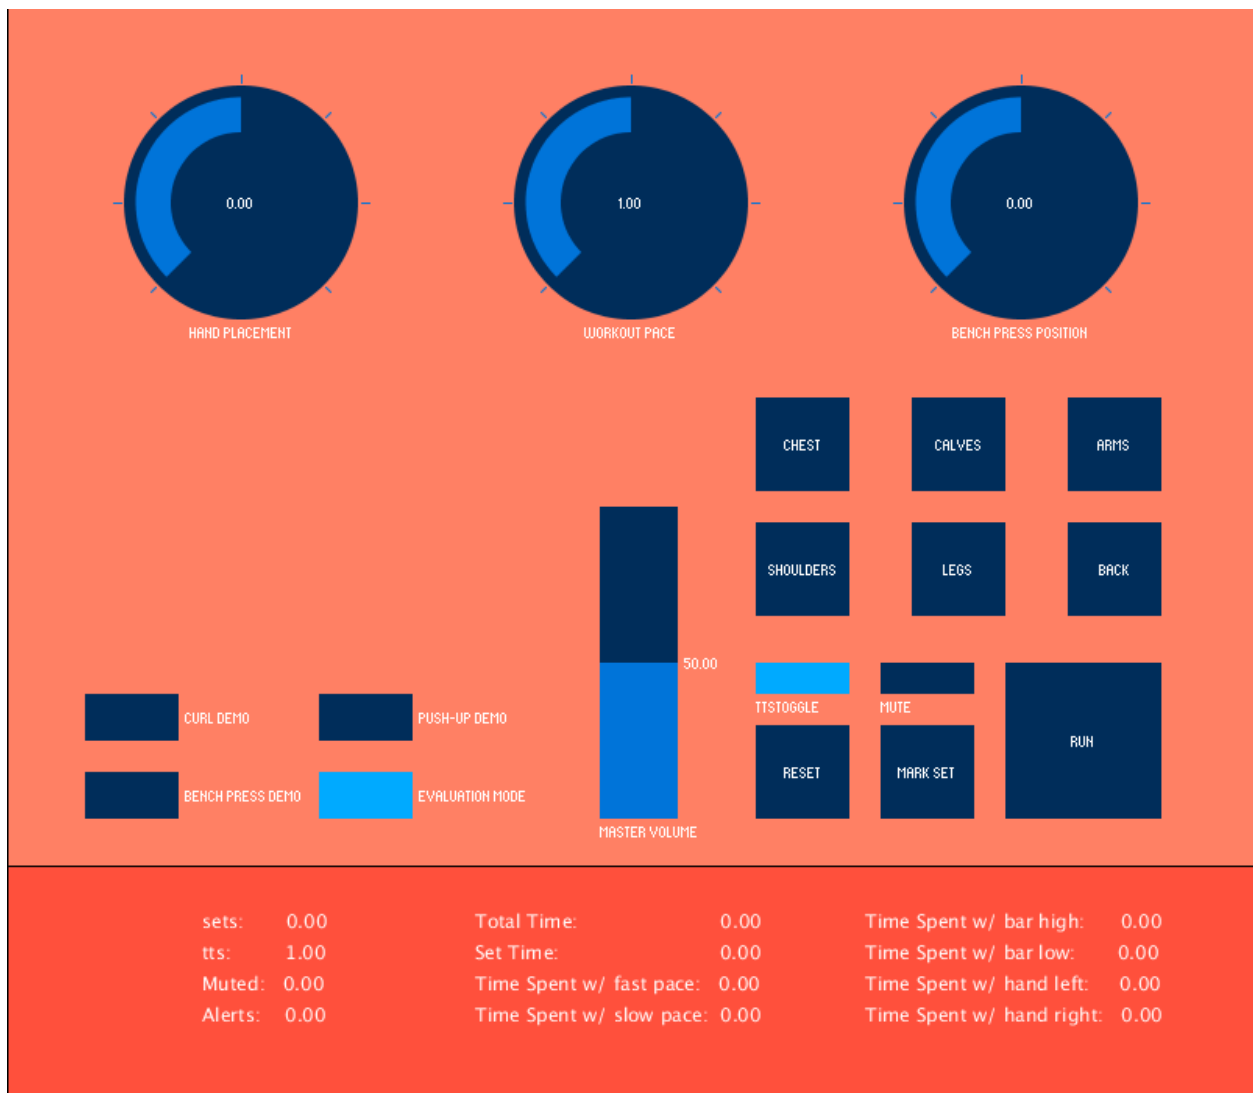 0.00
1.00
0.00
HAND PLACEMENT
WORKOUT PACE
BENCH PRESS POSITION
CHEST
CALVES
ARMS
SHOULDERS
LEGS
BACK
50.00
TTSTOGGLE
MUTE
CURL DEMO
PUSH-UP DEMO
RUN
RESET
MARK SET
BENCH PRESS DEMO
EVALUATION MODE
MASTER VOLUME
sets: 0.00
tts: 1.00
Muted: 0.00
Alerts: 0.00
Total Time: 0.00
Set Time: 0.00
Time Spent w/ fast pace: 0.00
Time Spent w/ slow pace: 0.00
Time Spent w/ bar high: 0.00
Time Spent w/ bar low: 0.00
Time Spent w/ hand left: 0.00
Time Spent w/ hand right: 0.00